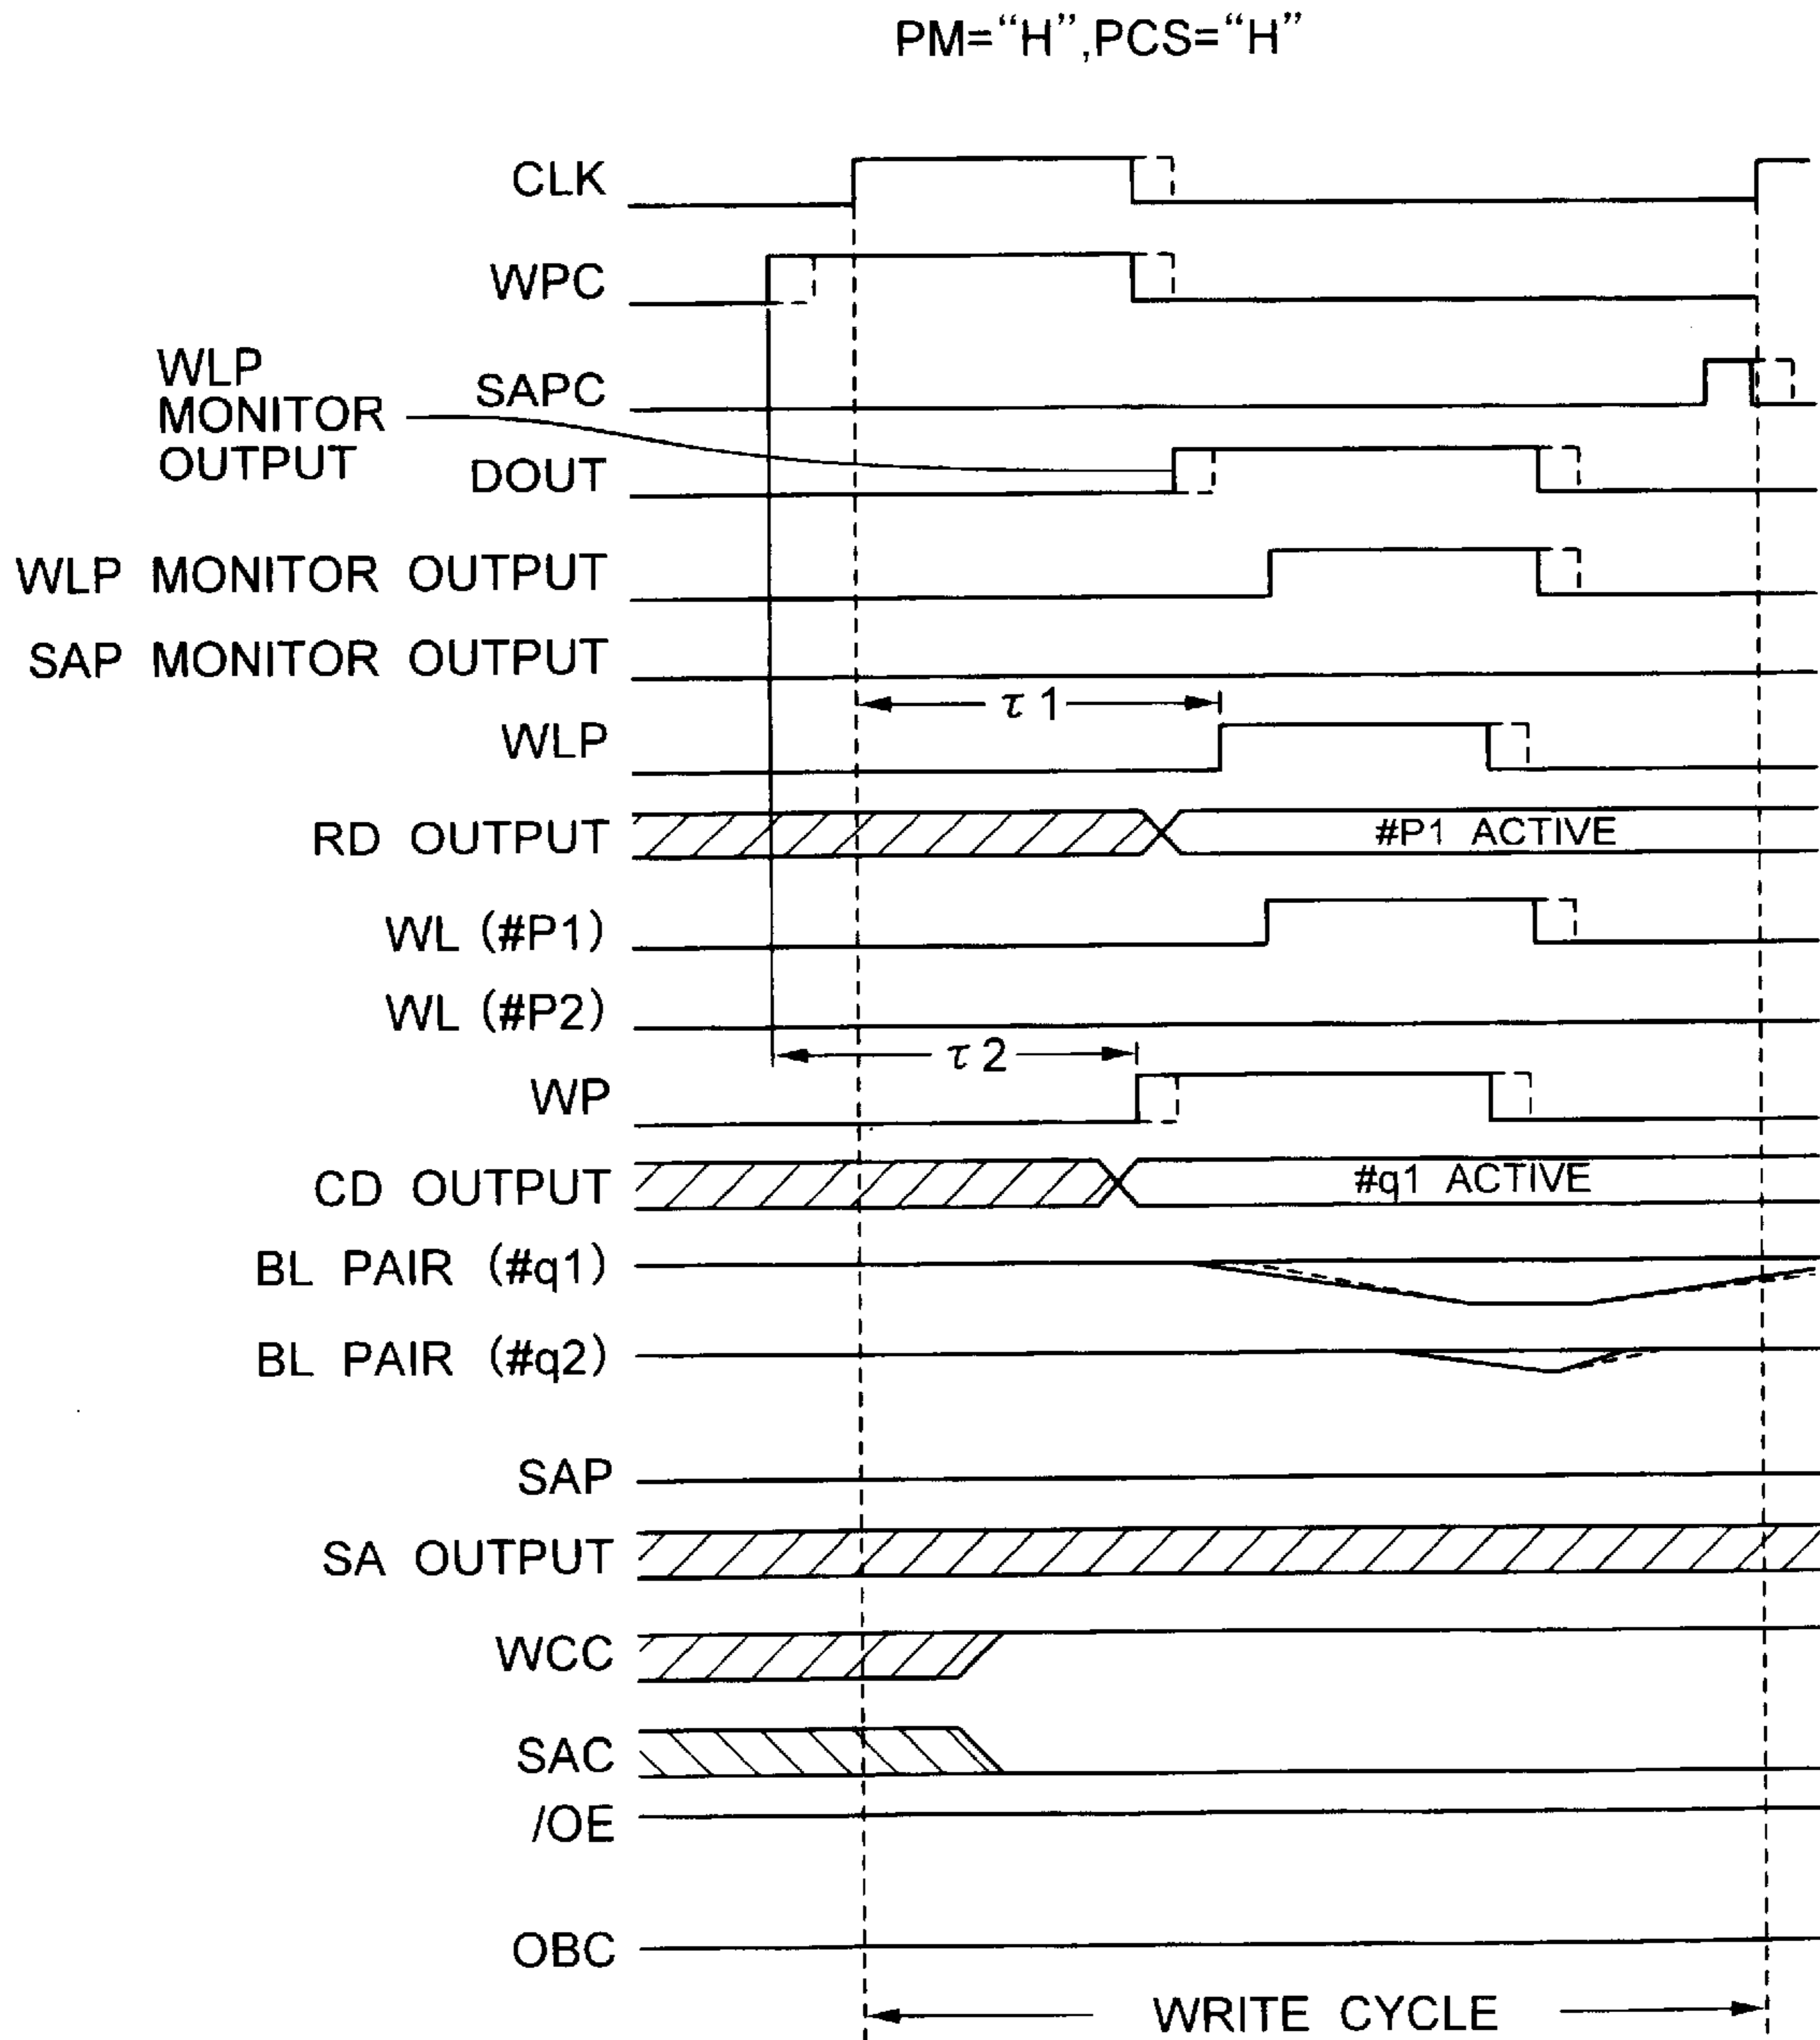 PM=“H”,PCS=“H”
CLK
WPC
WLP
MONITOR
OUTPUT
SAPC
DOUT
WLP MONITOR OUTPUT
SAP MONITOR OUTPUT
τ1
WLP
RD OUTPUT
#P1 ACTIVE
WL (#P1)
WL (#P2)
τ2
WP
CD OUTPUT
#q1 ACTIVE
BL PAIR (#q1)
BL PAIR (#q2)
SAP
SA OUTPUT
WCC
SAC
/OE
OBC
WRITE CYCLE